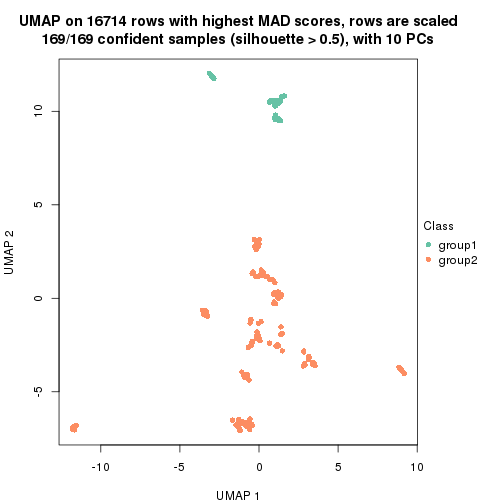 UMAP on 16714 rows with highest MAD scores, rows are scaled
169/169 confident samples (silhouette > 0.5), with 10 PCs
10
5
0
-5
UMAP 2
-10
-5
0
5
10
UMAP 1
Class
group1
group2